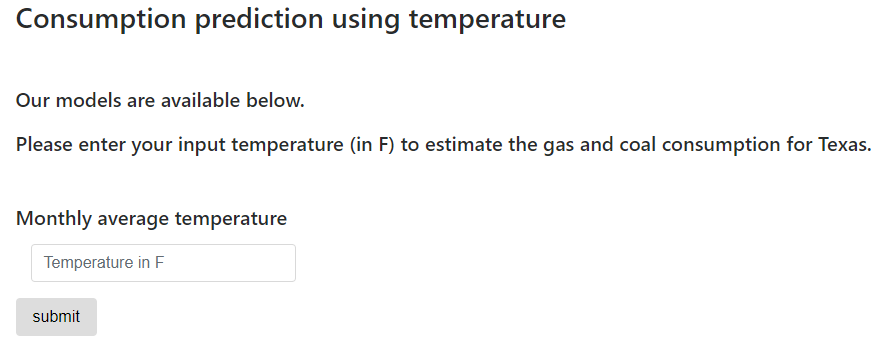 Consumption prediction using temperature
Our models are available below.
Please enter your input temperature (in F) to estimate the gas and coal consumption for Texas.
Monthly average temperature
Temperature in F
submit